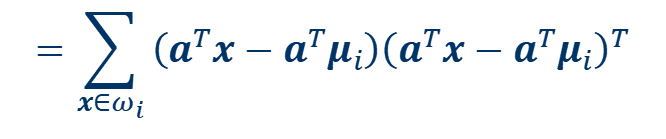 = ∑_{x∈ω_i} (a^T x − a^T μ_i)(a^T x − a^T μ_i)^T